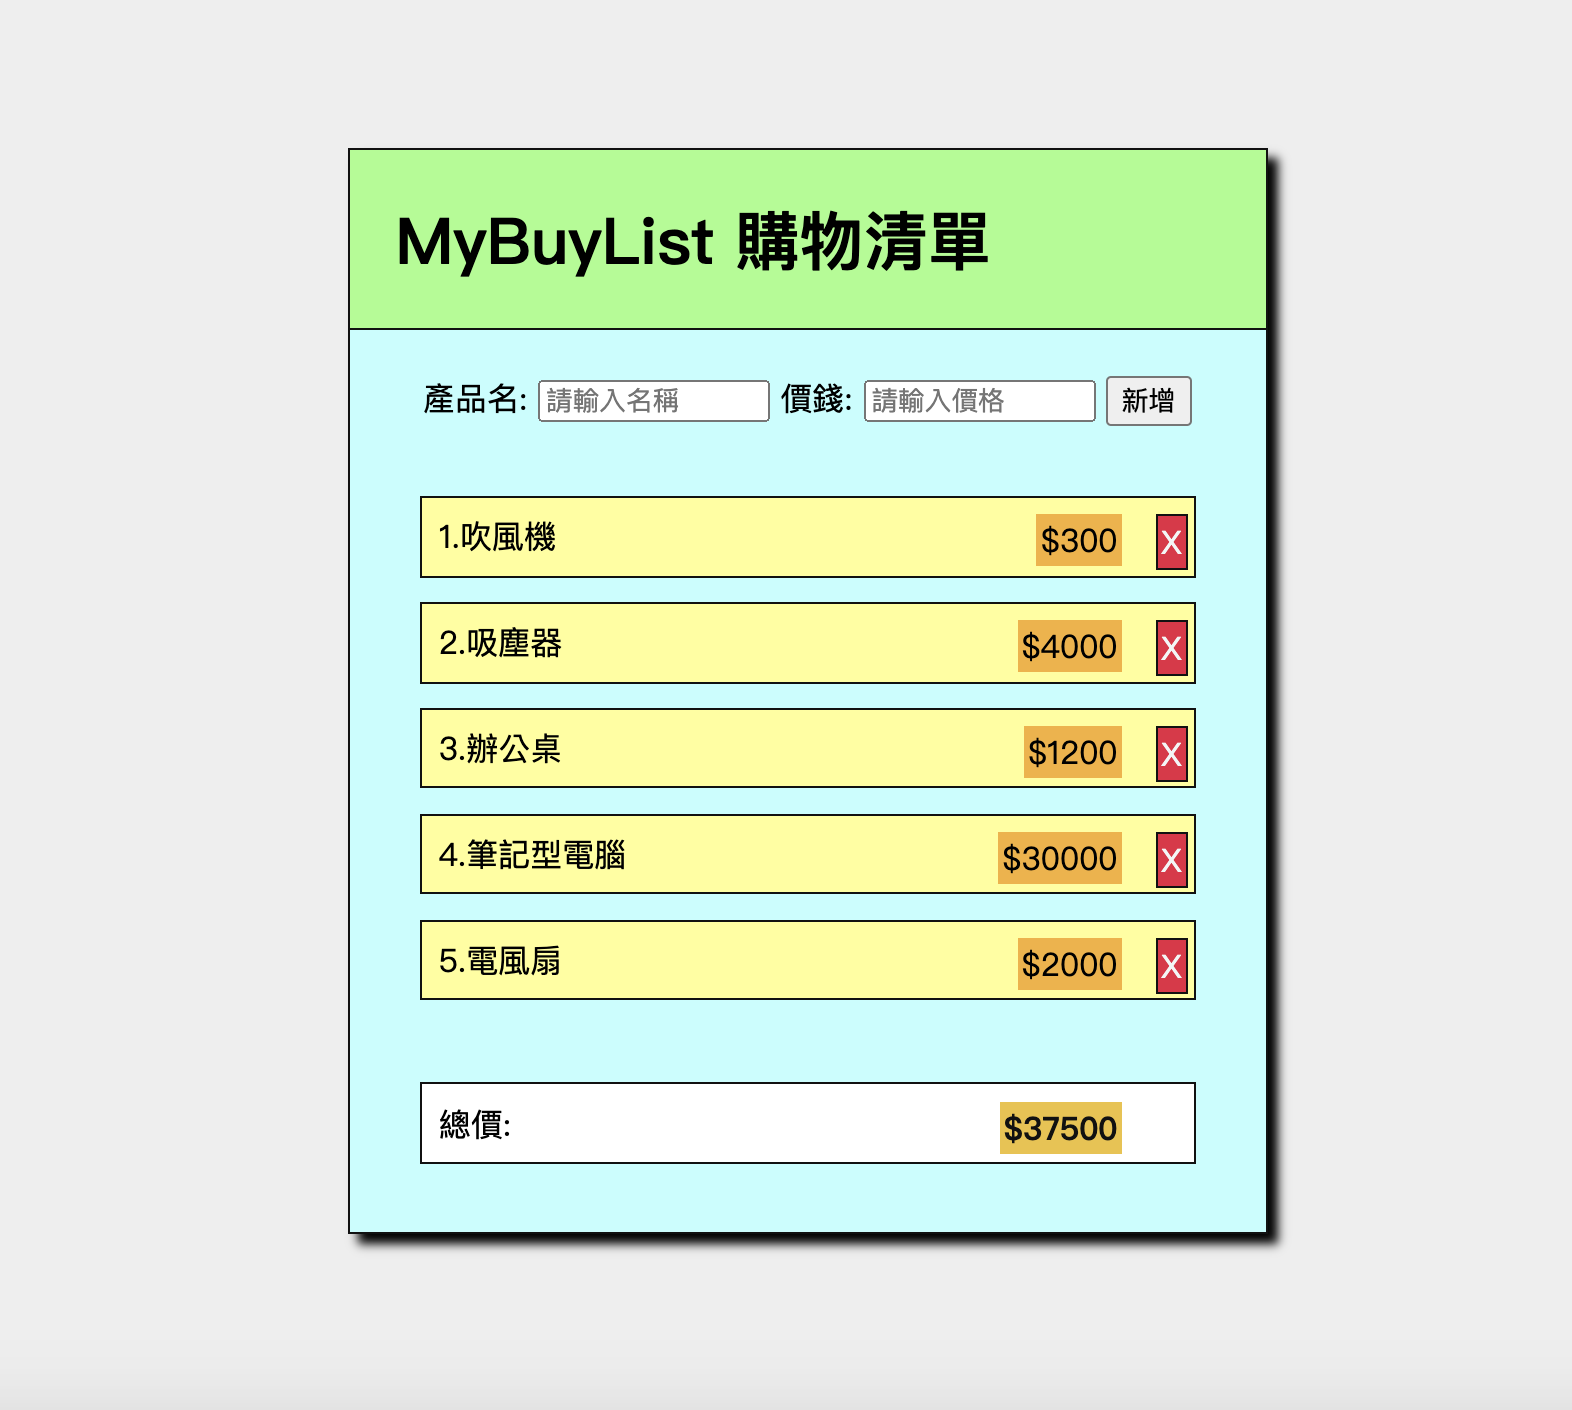 MyBuyList 購物清單
產品名: 請輸入名稱 價錢: 請輸入價格 新增
1.吹風機 $300 X
2.吸塵器 $4000 X
3.辦公桌 $1200 X
4.筆記型電腦 $30000 X
5.電風扇 $2000 X
總價: $37500